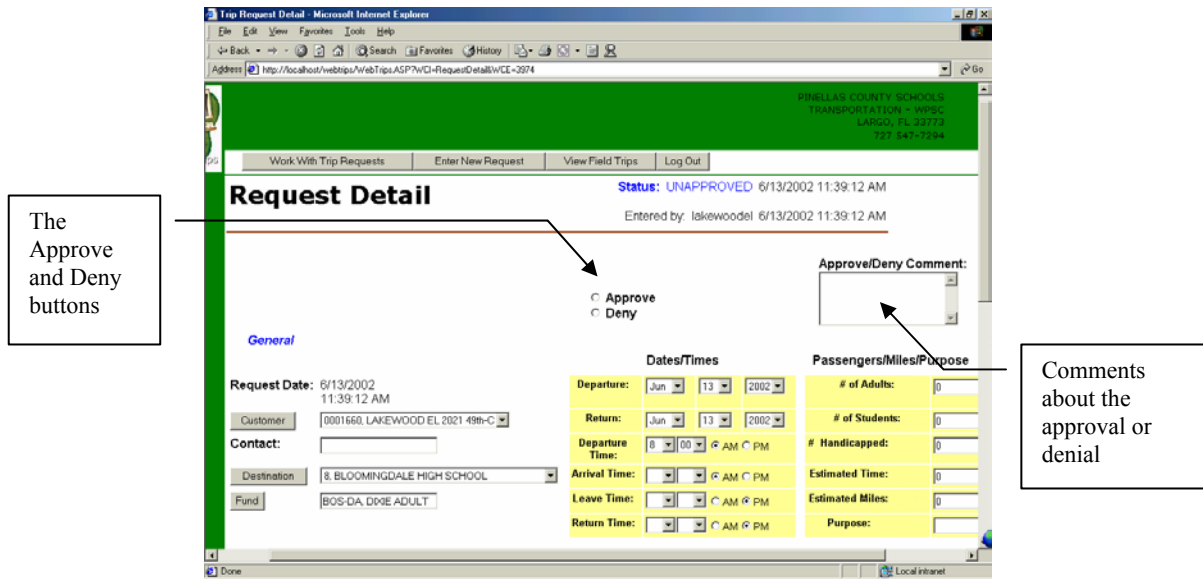 Trip Request Detail - Microsoft Internet Explorer
File Edit View Favorites Tools Help
Back Search Favorites History
Address http://localhost/webtrips/WebTrips.ASP?WCI=RequestDetail&WCE=3974 Go
PINELLAS COUNTY SCHOOLS
TRANSPORTATION - WPSC
LARGO, FL 33773
727 547-7294
Work With Trip Requests Enter New Request View Field Trips Log Out
Request Detail
Status: UNAPPROVED 6/13/2002 11:39:12 AM
Entered by: lakewoodel 6/13/2002 11:39:12 AM
The
Approve
and Deny
buttons
Approve/Deny Comment:
Approve
Deny
General
Dates/Times Passengers/Miles/Purpose
Comments
about the
approval or
denial
Request Date: 6/13/2002
11:39:12 AM
Departure: Jun 13 2002 # of Adults: 0
Customer 0001660, LAKEWOOD EL 2021 49th-C
Return: Jun 13 2002 # of Students: 0
Contact:
Departure
Time: 8 00 AM PM # Handicapped: 0
Destination 8, BLOOMINGDALE HIGH SCHOOL
Arrival Time: AM PM Estimated Time: 0
Fund BOS-DA, DIXIE ADULT
Leave Time: AM PM Estimated Miles: 0
Return Time: AM PM Purpose:
Done Local intranet